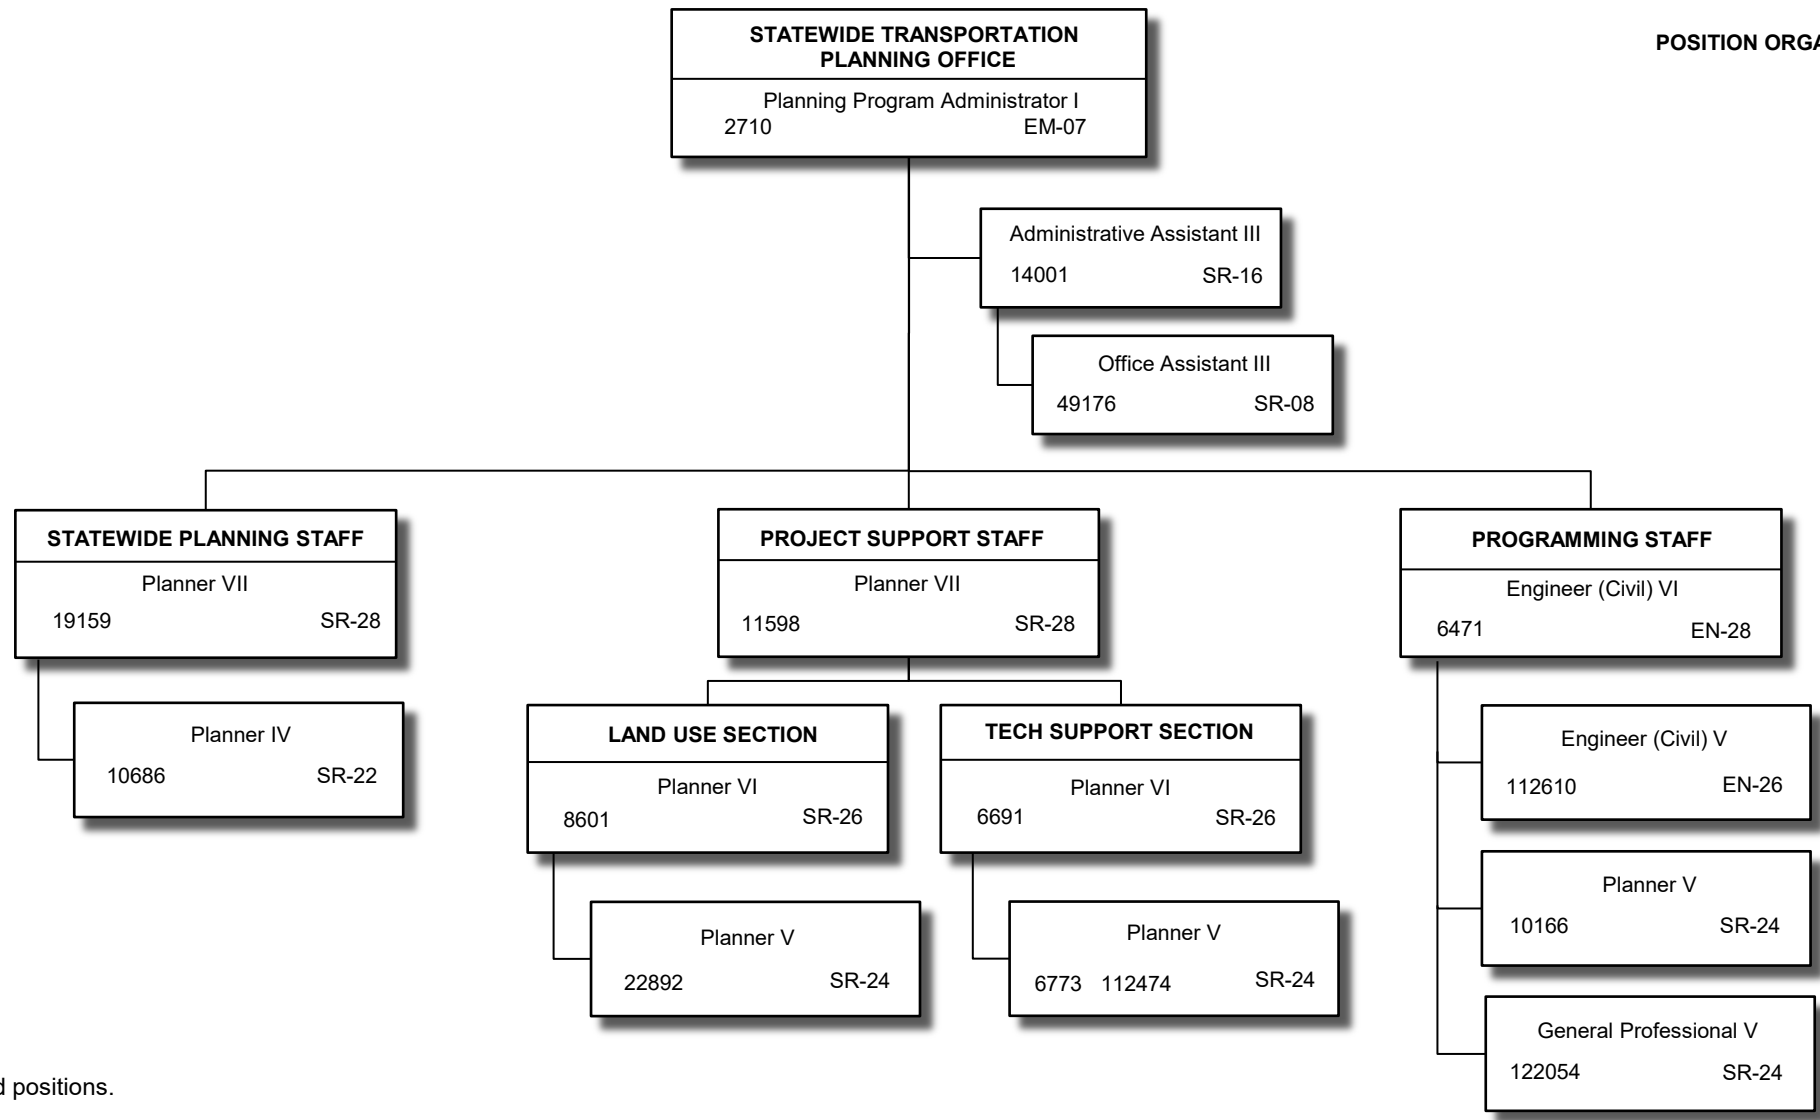 STATEWIDE TRANSPORTATION
PLANNING OFFICE
Planning Program Administrator I
2710 EM-07
POSITION
Administrative Assistant III
14001 SR-16
Office Assistant III
49176 SR-08
STATEWIDE PLANNING STAFF
Planner VII
19159 SR-28
Planner IV
10686 SR-22
PROJECT SUPPORT STAFF
Planner VII
11598 SR-28
LAND USE SECTION
Planner VI
8601 SR-26
Planner V
22892 SR-24
TECH SUPPORT SECTION
Planner VI
6691 SR-26
Planner V
6773 112474 SR-24
PROGRAMMING STAFF
Engineer (Civil) VI
6471 EN-28
Engineer (Civil) V
112610 EN-26
Planner V
10166 SR-24
General Professional V
122054 SR-24
positions.